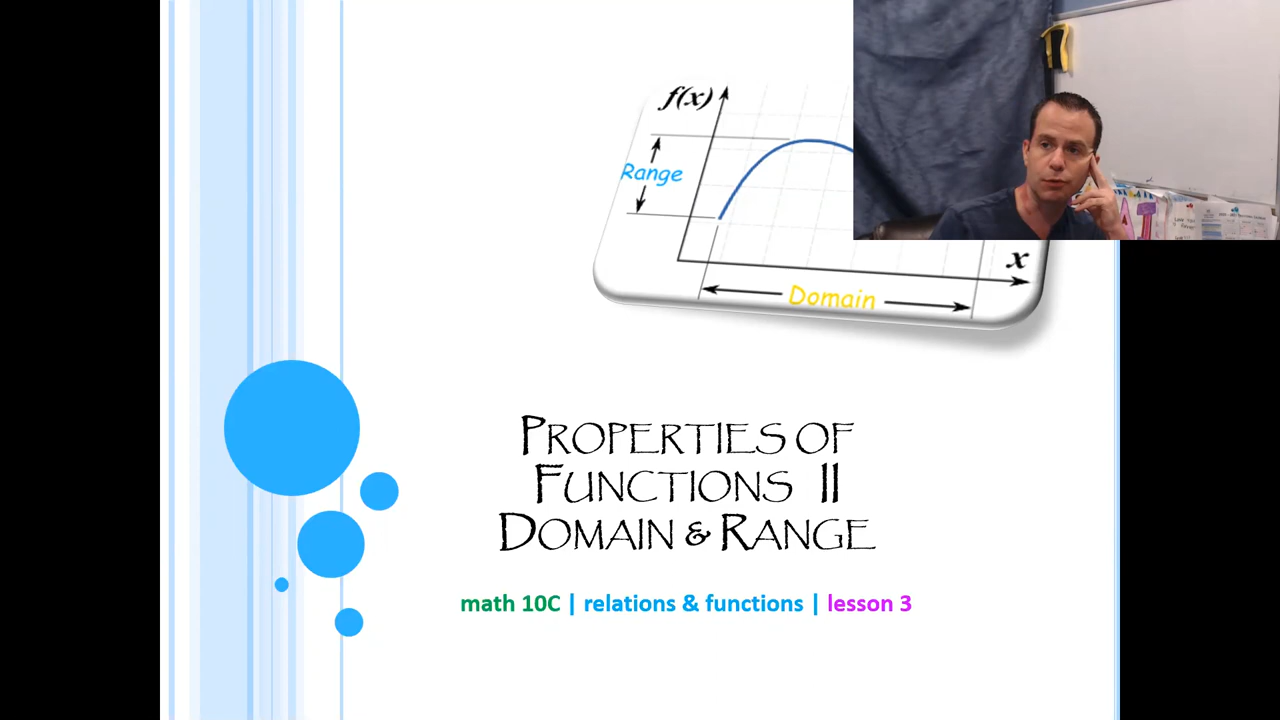 f(x)
Range
x
Domain
PROPERTIES OF
FUNCTIONS II
DOMAIN & RANGE
math 10C | relations & functions | lesson 3